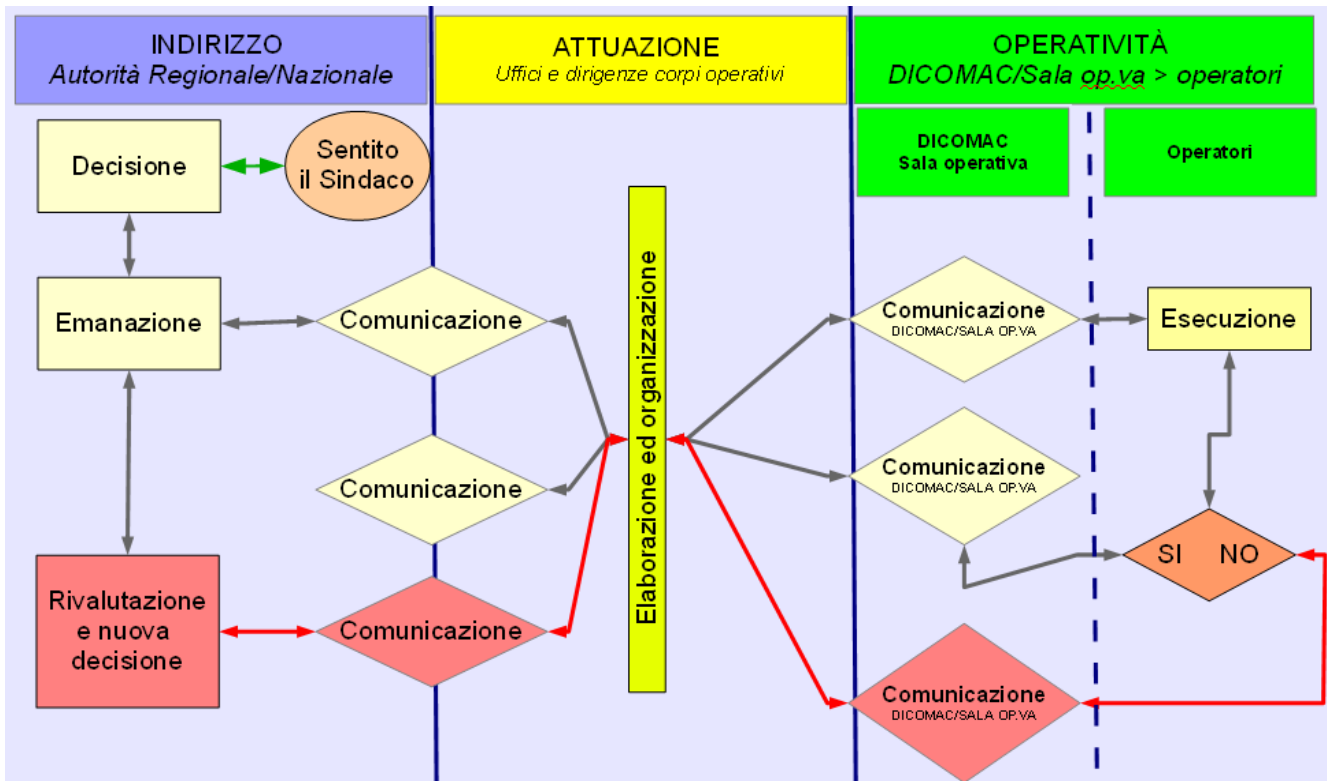 INDIRIZZO
Autorità Regionale/Nazionale
ATTUAZIONE
Uffici e dirigenze corpi operativi
OPERATIVITÀ
DICOMAC/Sala op.va > operatori
DICOMAC
Sala operativa
Operatori
Decisione
Sentito
il Sindaco
Emanazione
Comunicazione
Elaborazione ed organizzazione
Comunicazione
DICOMAC/SALA OP.VA
Esecuzione
Comunicazione
Comunicazione
DICOMAC/SALA OP.VA
SI NO
Rivalutazione
e nuova
decisione
Comunicazione
Comunicazione
DICOMAC/SALA OP.VA